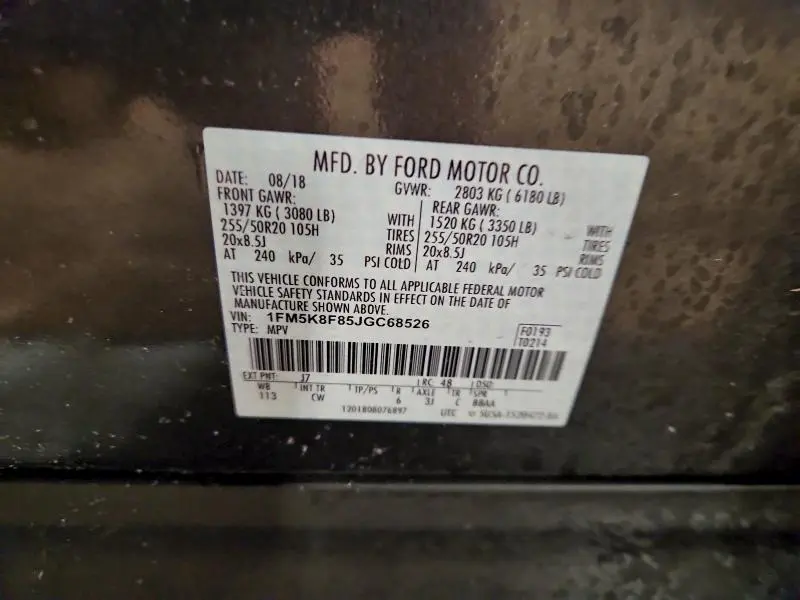 MFD. BY FORD MOTOR CO.
DATE: 08/18 GVWR: 2803 KG ( 6180 LB)
FRONT GAWR: REAR GAWR:
1397 KG ( 3080 LB) WITH 1520 KG ( 3350 LB) WITH
255/50R20 105H TIRES 255/50R20 105H TIRES
20x8.5J RIMS 20x8.5J RIMS
AT 240 kPa/ 35 PSI COLD AT 240 kPa/ 35 PSI COLD
THIS VEHICLE CONFORMS TO ALL APPLICABLE FEDERAL MOTOR
VEHICLE SAFETY STANDARDS IN EFFECT ON THE DATE OF
MANUFACTURE SHOWN ABOVE.
VIN: 1FM5K8F85JGC68526
TYPE: MPV
F0193
T0214
EXT PNT: J7 RC: 48 DSO:
WB INT TR TP/PS R AXLE TR SPR
113 CW 6 3J C BBAA
1201808076897 UTC